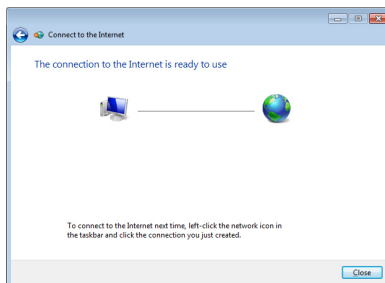 Connect to the Internet
The connection to the Internet is ready to use
To connect to the Internet next time, left-click the network icon in
the taskbar and click the connection you just created.
Close